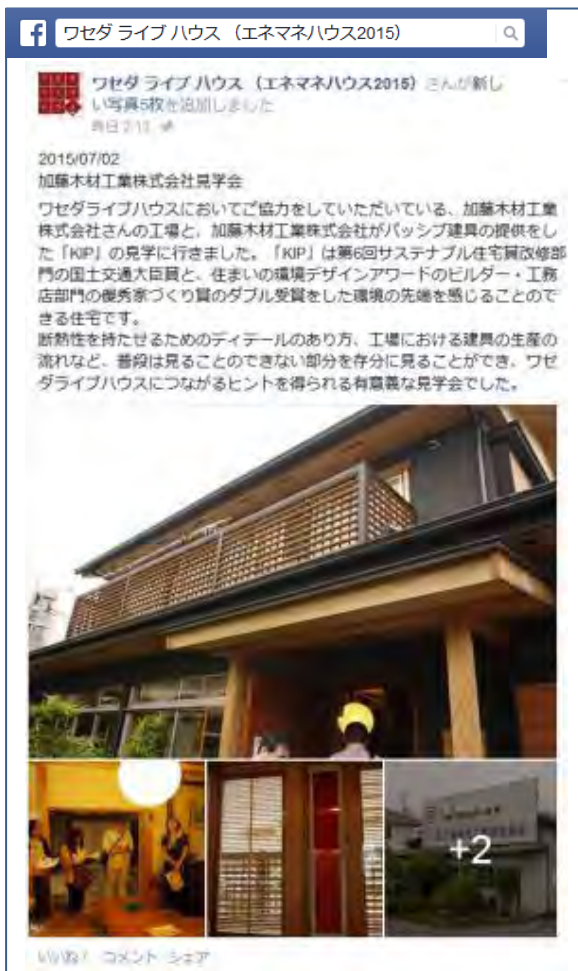 ワセダ ライブ ハウス （エネマネハウス2015）
ワセダ ライブ ハウス （エネマネハウス2015）さんが新し
い写真5枚を追加しました
2015/07/02
加藤木材工業株式会社見学会
ワセダライブハウスにおいてご協力をしていただいている、加藤木材工業
株式会社さんの工場と、加藤木材工業株式会社がパッシブ建具の提供をし
た「KIP」の見学に行きました。「KIP」は第6回サステナブル住宅賞改修部
門の国土交通大臣賞と、住まいの環境デザインアワードのビルダー・工務
店部門の優秀家づくり賞のダブル受賞をした環境の先端を感じることので
きる住宅です。
断熱性を持たせるためのディテールのあり方、工場における建具の生産の
流れなど、普段は見ることのできない部分を存分に見ることができ、ワセ
ダライブハウスにつながるヒントを得られる有意義な見学会でした。
+2
いいね！ コメント シェア